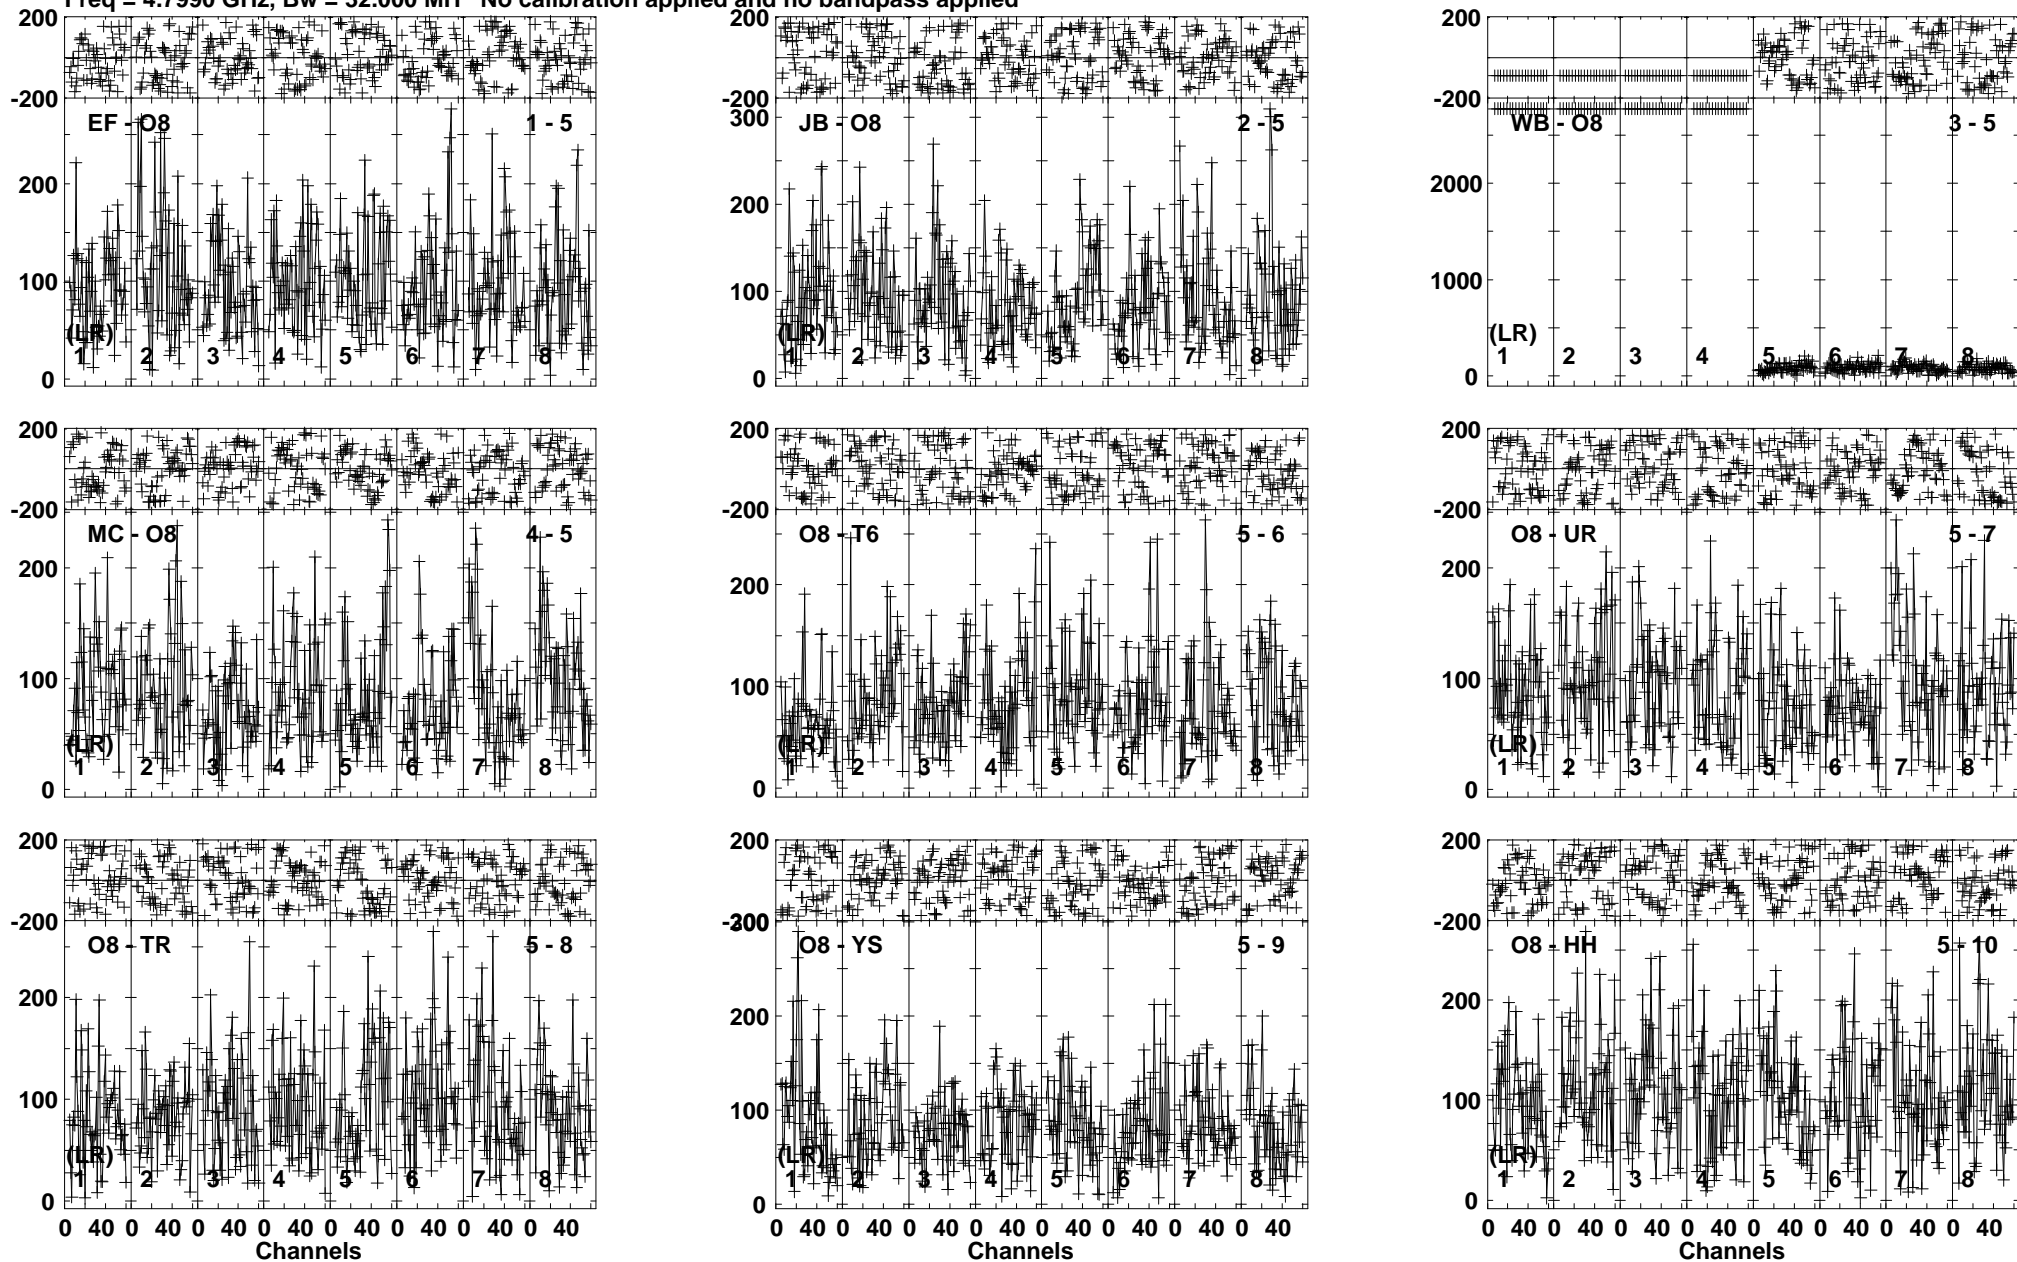 Freq = 4.7990 GHz, Bw = 32.000 MH No calibration applied and no bandpass applied
200 200 200
-200 -200 -200
EF - O8 1 - 5 JB - O8 2 - 5 WB - O8 3 - 5
300
200 200 2000
100 100 1000
(LR) (LR) (LR)
1 2 3 4 5 6 7 8 1 2 3 4 5 6 7 8 1 2 3 4 5 6 7 8
0 0 0
200 200 200
-200 -200 -200
MC - O8 4 - 5 O8 - T6 5 - 6 O8 - UR 5 - 7
200 200 200
100 100 100
(LR) (LR) (LR)
1 2 3 4 5 6 7 8 1 2 3 4 5 6 7 8 1 2 3 4 5 6 7 8
0 0 0
200 200 200
-200 -200 -200
300
O8 - TR 5 - 8 O8 - YS 5 - 9 O8 - HH 5 - 10
200 200 200
100 100 100
(LR) (LR) (LR)
1 2 3 4 5 6 7 8 1 2 3 4 5 6 7 8 1 2 3 4 5 6 7 8
0 0 0
0 40 0 40 0 40 0 40 0 40 0 40 0 40 0 40 0 40 0 40 0 40 0 40 0 40 0 40 0 40 0 40 0 40 0 40 0 40 0 40 0 40 0 40 0 40 0 40
Channels Channels